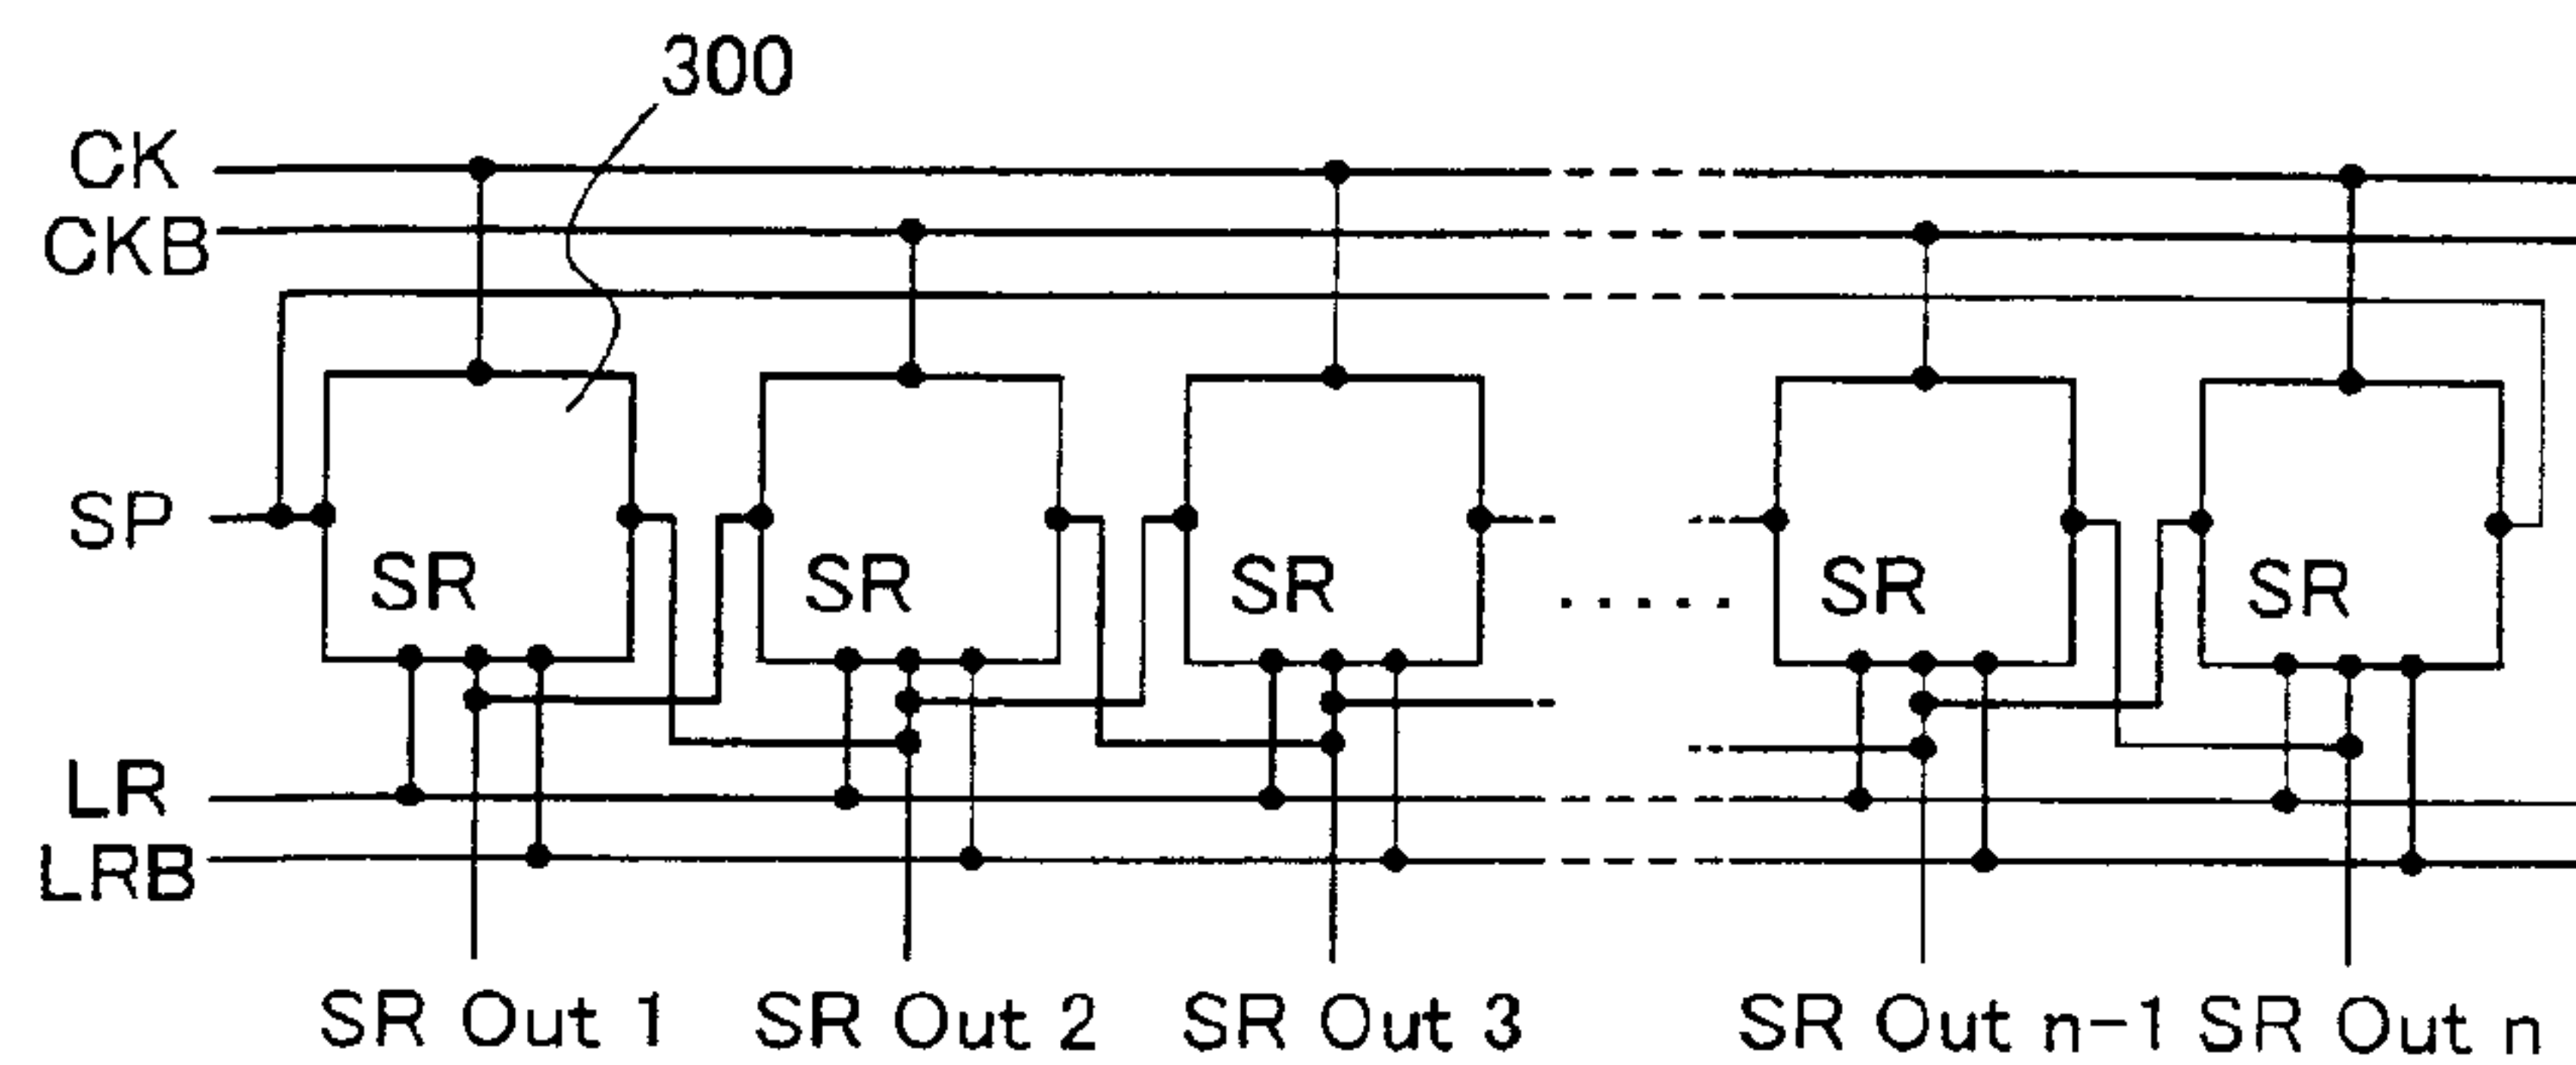 300
CK
CKB
SP
SR SR SR ..... SR SR
LR
LRB
SR Out 1 SR Out 2 SR Out 3 SR Out n-1 SR Out n